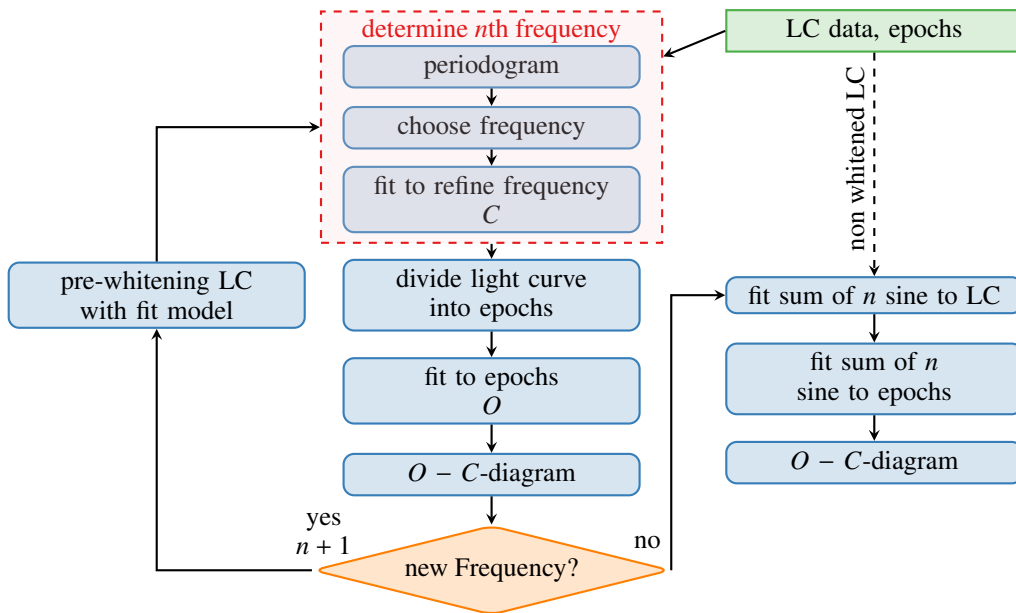 determine nth frequency
periodogram
choose frequency
fit to refine frequency
C
divide light curve
into epochs
fit to epochs
O
O − C-diagram
new Frequency?
yes
n + 1
no
pre-whitening LC
with fit model
LC data, epochs
non whitened LC
fit sum of n sine to LC
fit sum of n
sine to epochs
O − C-diagram